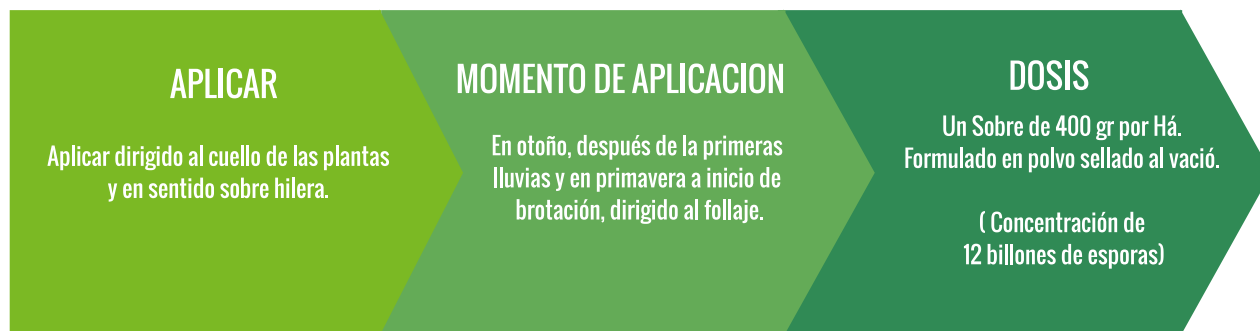 APLICAR
Aplicar dirigido al cuello de las plantas
y en sentido sobre hilera.
MOMENTO DE APLICACION
En otoño, después de la primeras
lluvias y en primavera a inicio de
brotación, dirigido al follaje.
DOSIS
Un Sobre de 400 gr por Há.
Formulado en polvo sellado al vació.
( Concentración de
12 billones de esporas)